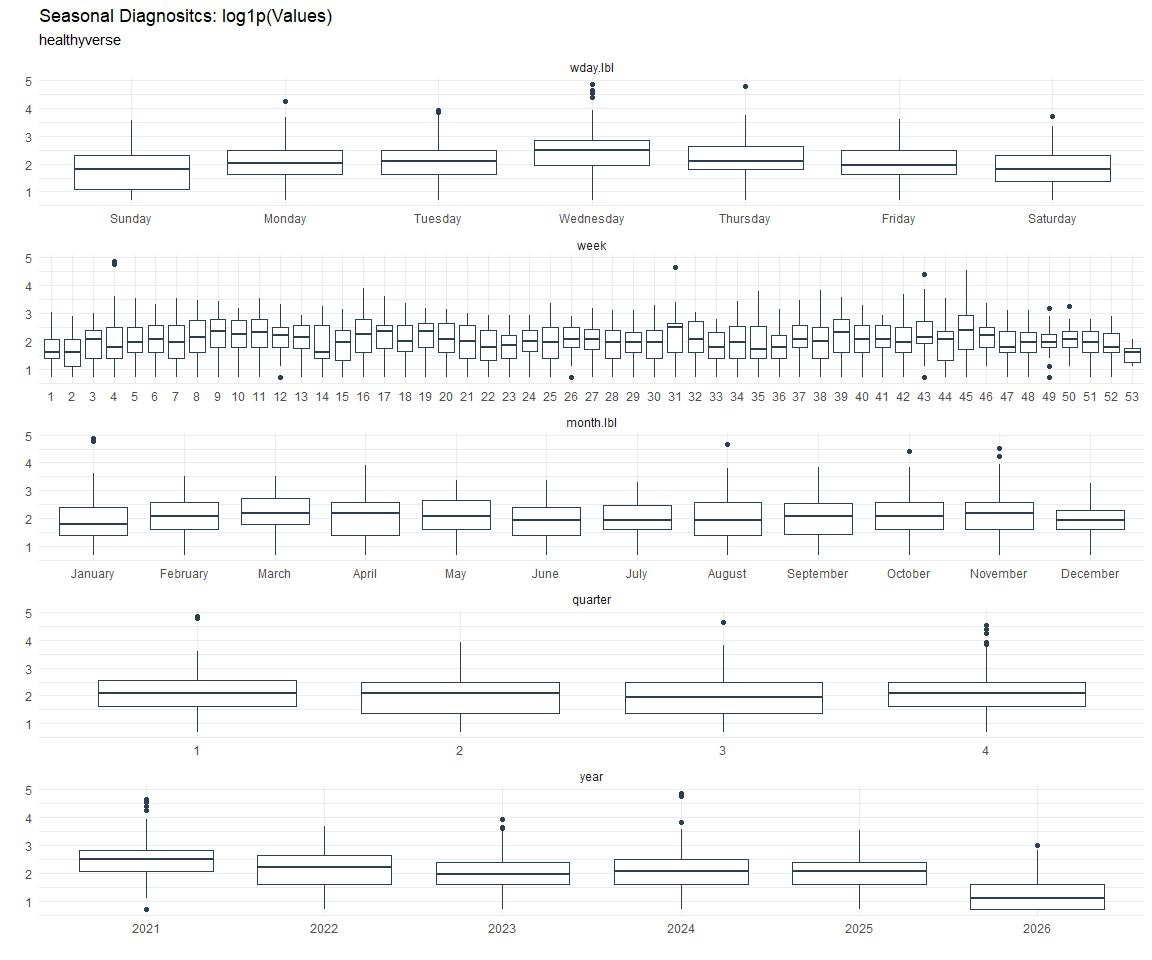 Seasonal Diagnositcs: log1p(Values)
healthyverse
wday.lbl
5
4
3
2
1
Sunday Monday Tuesday Wednesday Thursday Friday Saturday
week
5
4
3
2
1
1 2 3 4 5 6 7 8 9 10 11 12 13 14 15 16 17 18 19 20 21 22 23 24 25 26 27 28 29 30 31 32 33 34 35 36 37 38 39 40 41 42 43 44 45 46 47 48 49 50 51 52 53
month.lbl
5
4
3
2
1
January February March April May June July August September October November December
quarter
5
4
3
2
1
1 2 3 4
year
5
4
3
2
1
2021 2022 2023 2024 2025 2026